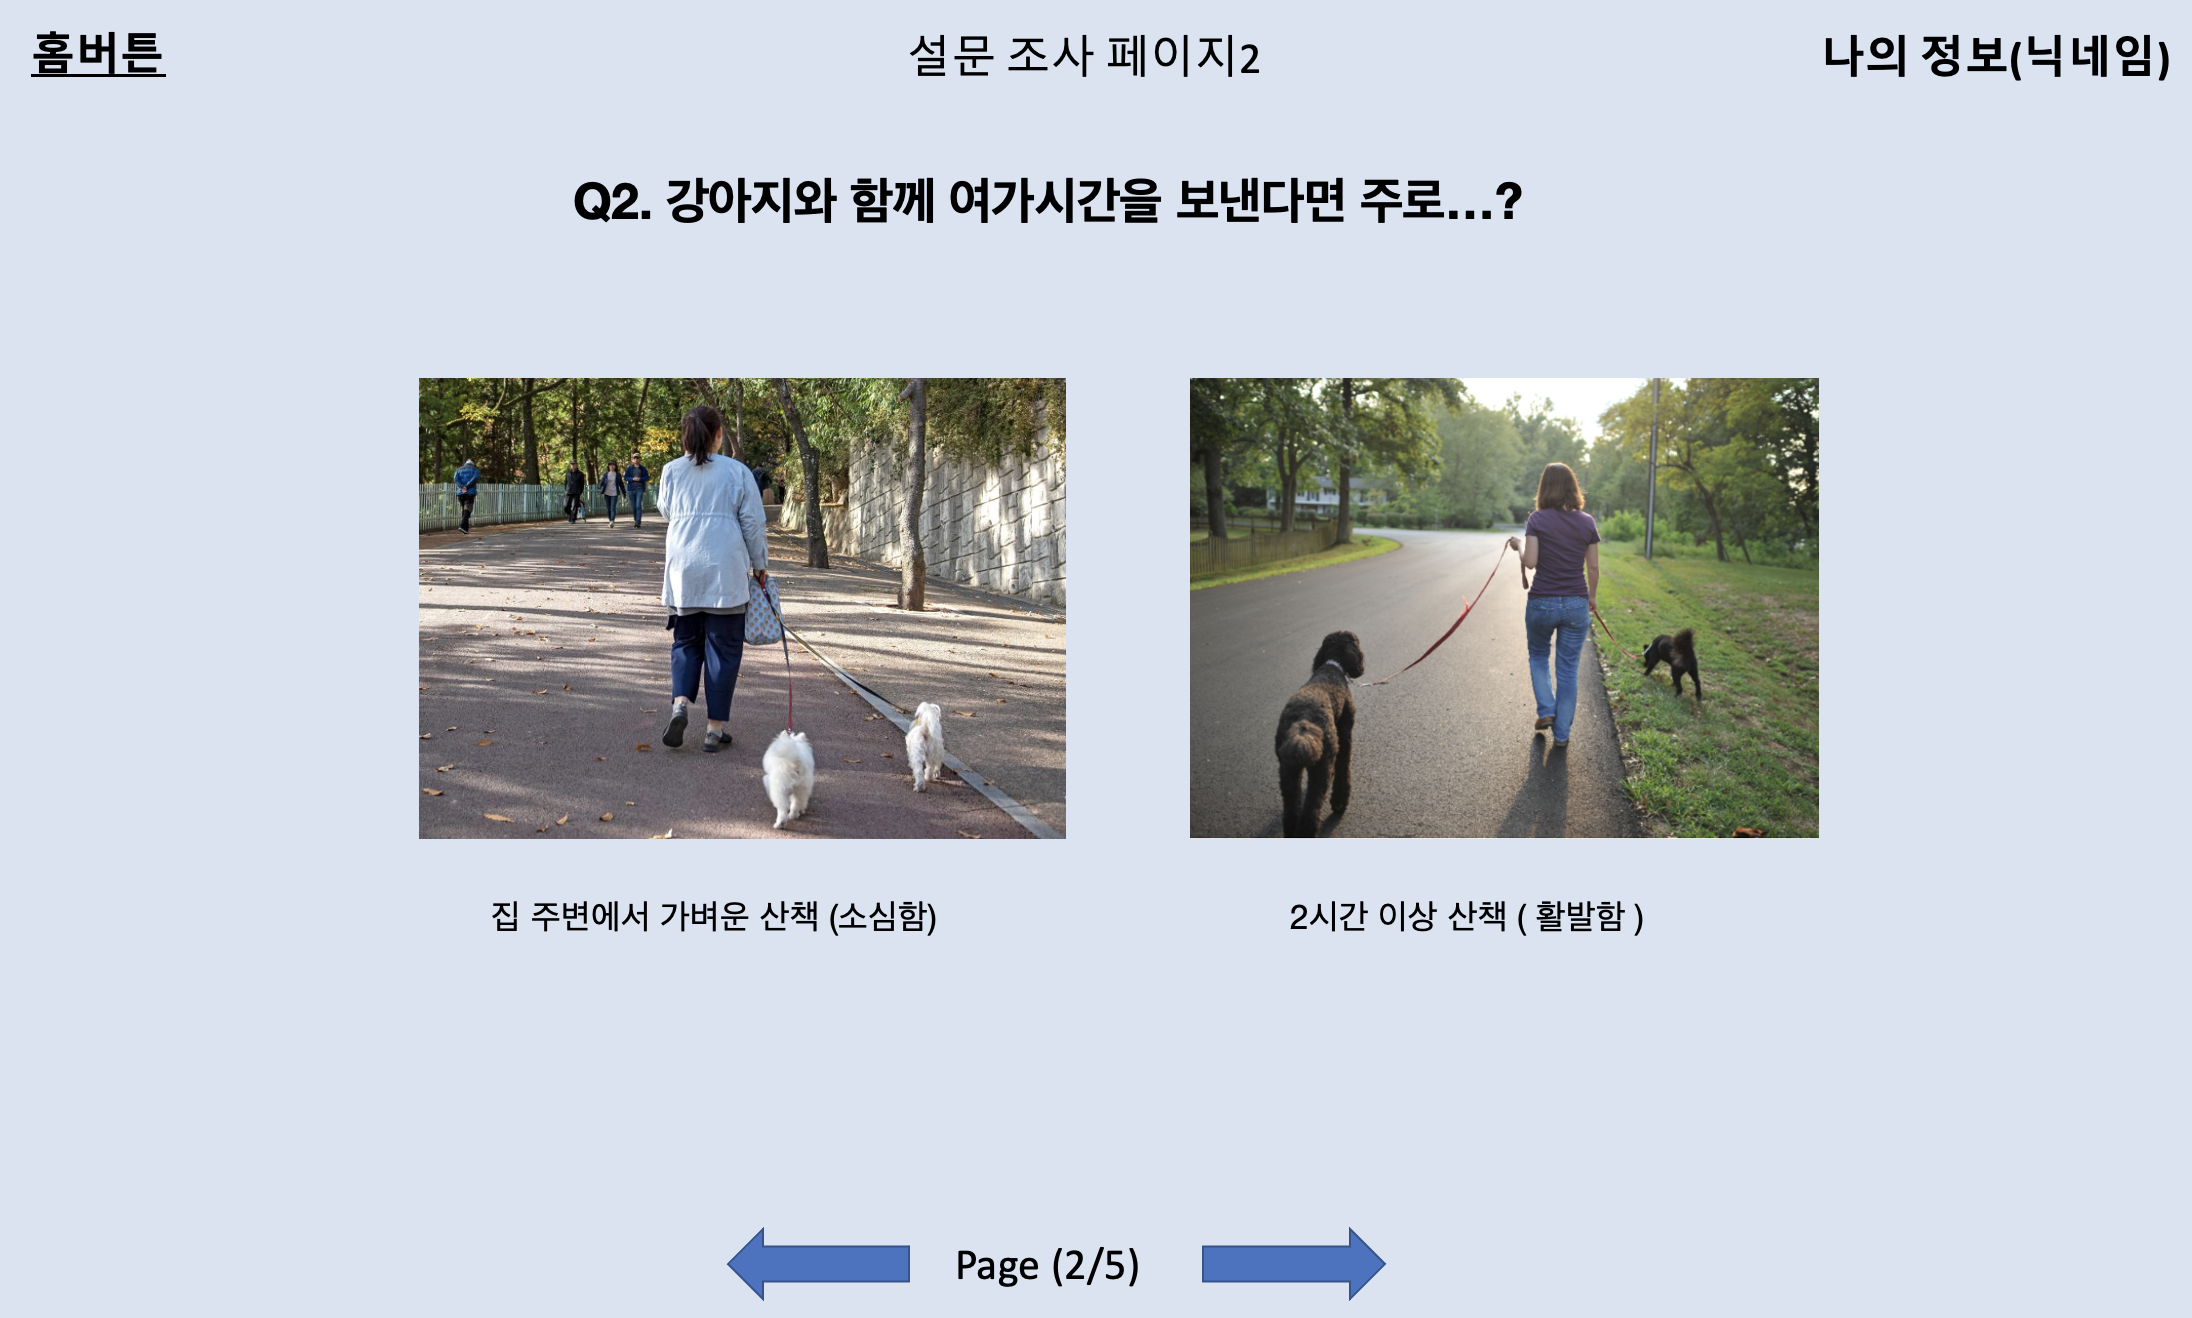 홈버튼
설문 조사 페이지2
나의 정보(닉네임)
Q2. 강아지와 함께 여가시간을 보낸다면 주로...?
집 주변에서 가벼운 산책 (소심함)
2시간 이상 산책 ( 활발함 )
Page (2/5)